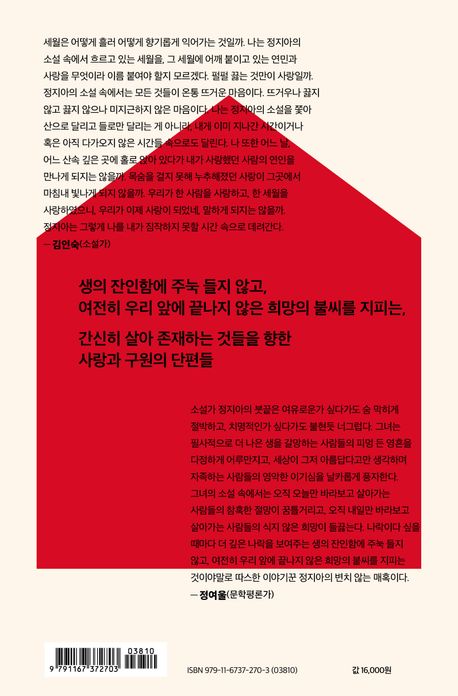 세월은 어떻게 흘러 어떻게 향기롭게 익어가는 것일까. 나는 정지아의
소설 속에서 흐르고 있는 세월을, 그 세월에 어깨 붙이고 있는 연민과
사랑을 무엇이라 이름 붙여야 할지 모르겠다. 펄펄 끓는 것만이 사랑일까.
정지아의 소설 속에서는 모든 것들이 온통 뜨거운 마음이다. 뜨거우나 끓지
않고 끓지 않으나 미지근하지 않은 마음이다. 나는 정지아의 소설을 쫓아
산으로 달리고 들로만 달리는 게 아니라, 내게 이미 지나간 시간이거나
혹은 아직 다가오지 않은 시간들 속으로도 달린다. 나 또한 어느 날,
어느 산속 깊은 곳에 홀로 앉아 있다가 내가 사랑했던 사람의 연인을
만나게 되지는 않을까. 목숨을 걸지 못해 누추해졌던 사랑이 그곳에서
마침내 빛나게 되지 않을까. 우리가 한 사람을 사랑하고, 한 세월을
사랑하였으니, 우리가 이제 사랑이 되었네, 말하게 되지는 않을까.
정지아는 그렇게 나를 내가 짐작하지 못할 시간 속으로 데려간다.
— 김인숙(소설가)
생의 잔인함에 주눅 들지 않고,
여전히 우리 앞에 끝나지 않은 희망의 불씨를 지피는,
간신히 살아 존재하는 것들을 향한
사랑과 구원의 단편들
소설가 정지아의 붓끝은 여유로운가 싶다가도 숨 막히게
절박하고, 치명적인가 싶다가도 불현듯 너그럽다. 그녀는
필사적으로 더 나은 생을 갈망하는 사람들의 피멍 든 영혼을
다정하게 어루만지고, 세상이 그저 아름답다고만 생각하며
자족하는 사람들의 영악한 이기심을 날카롭게 풍자한다.
그녀의 소설 속에서는 오직 오늘만 바라보고 살아가는
사람들의 참혹한 절망이 꿈틀거리고, 오직 내일만 바라보고
살아가는 사람들의 식지 않은 희망이 들끓는다. 나락이다 싶을
때마다 더 깊은 나락을 보여주는 생의 잔인함에 주눅 들지
않고, 여전히 우리 앞에 끝나지 않은 희망의 불씨를 지피는
것이야말로 따스한 이야기꾼 정지아의 변치 않는 매혹이다.
— 정여울(문학평론가)
03810
9 791167 372703
ISBN 979-11-6737-270-3 (03810)
값 16,000원